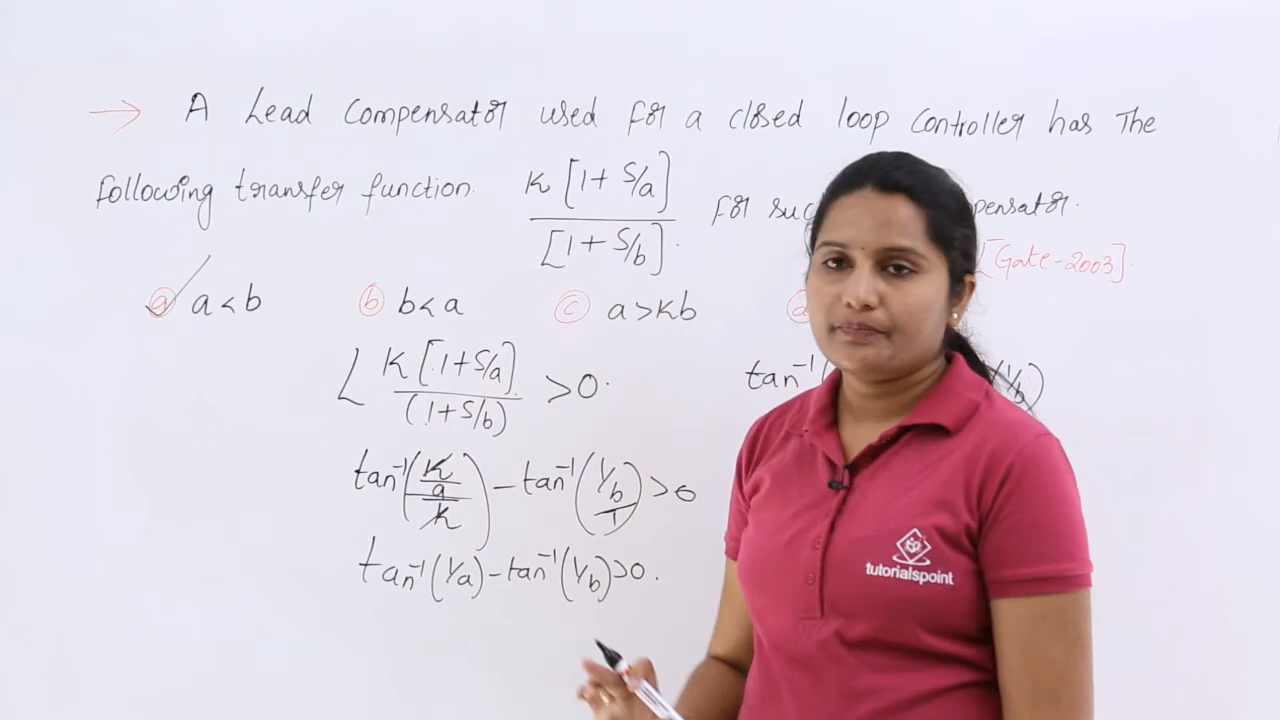 → A Lead Compensator used for a closed loop Controller has The
following transfer function. K[1+S/a] / [1+S/b]. for
[Gate-2003].
ⓐ a<b ⓑ b<a ⓒ a>Kb
∠ K[1+S/a] / (1+S/b) >0.
tan⁻¹( (1/b)
tan⁻¹(K/a / K) - tan⁻¹(1/b / 1) >0
tan⁻¹(1/a) - tan⁻¹(1/b) >0.
tutorialspoint